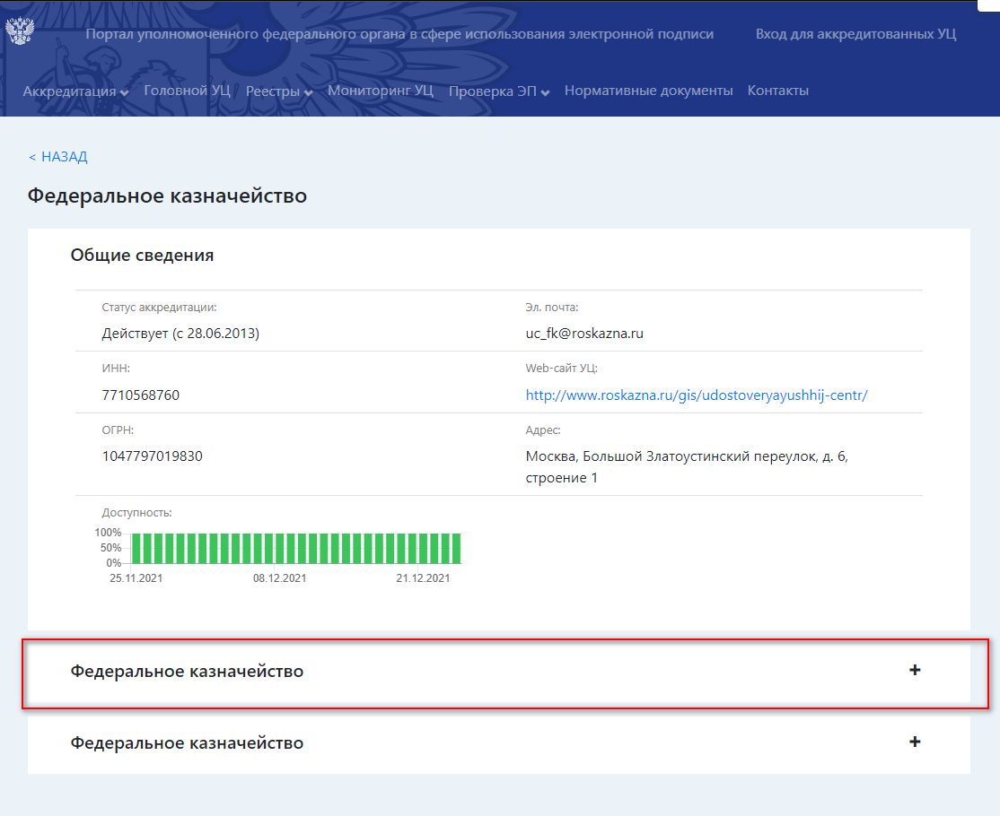 Портал уполномоченного федерального органа в сфере использования электронной подписи
Вход для аккредитованных УЦ
Аккредитация Головной УЦ Реестры Мониторинг УЦ Проверка ЭП Нормативные документы Контакты
< НАЗАД
Федеральное казначейство
Общие сведения
Статус аккредитации:
Действует (с 28.06.2013)
Эл. почта:
uc_fk@roskazna.ru
ИНН:
7710568760
Web-сайт УЦ:
http://www.roskazna.ru/gis/udostoveryayushhij-centr/
ОГРН:
1047797019830
Адрес:
Москва, Большой Златоустинский переулок, д. 6,
строение 1
Доступность:
100%
50%
0%
25.11.2021 08.12.2021 21.12.2021
Федеральное казначейство +
Федеральное казначейство +